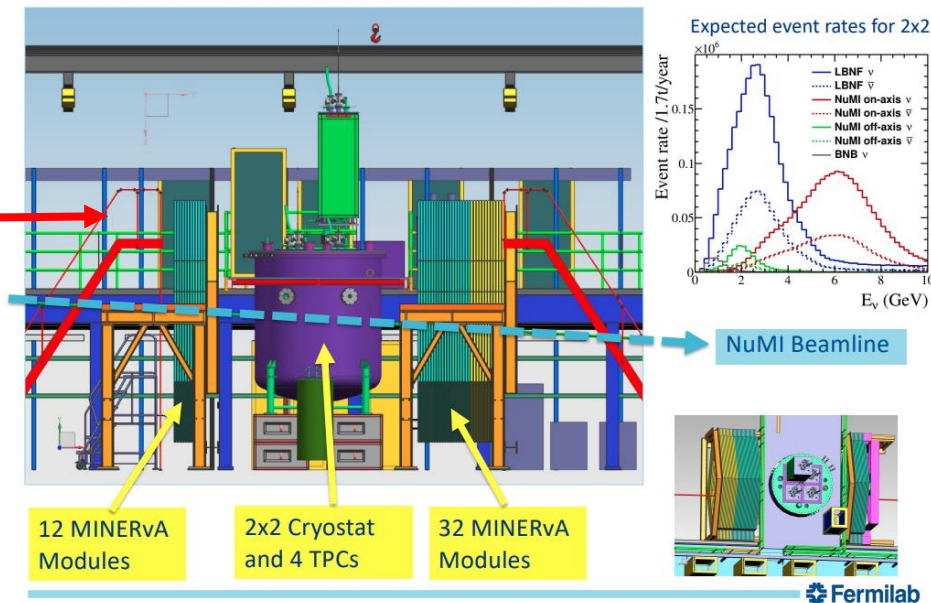 Expected event rates for 2x2
×10⁶
Event rate /1.7t/year
0.15
0.1
0.05
0
0 2 4 6 8 10
E_ν (GeV)
LBNF ν
LBNF ν̅
NuMI on-axis ν
NuMI on-axis ν̅
NuMI off-axis ν
NuMI off-axis ν̅
BNB ν
NuMI Beamline
12 MINERvA
Modules
2x2 Cryostat
and 4 TPCs
32 MINERvA
Modules
Fermilab